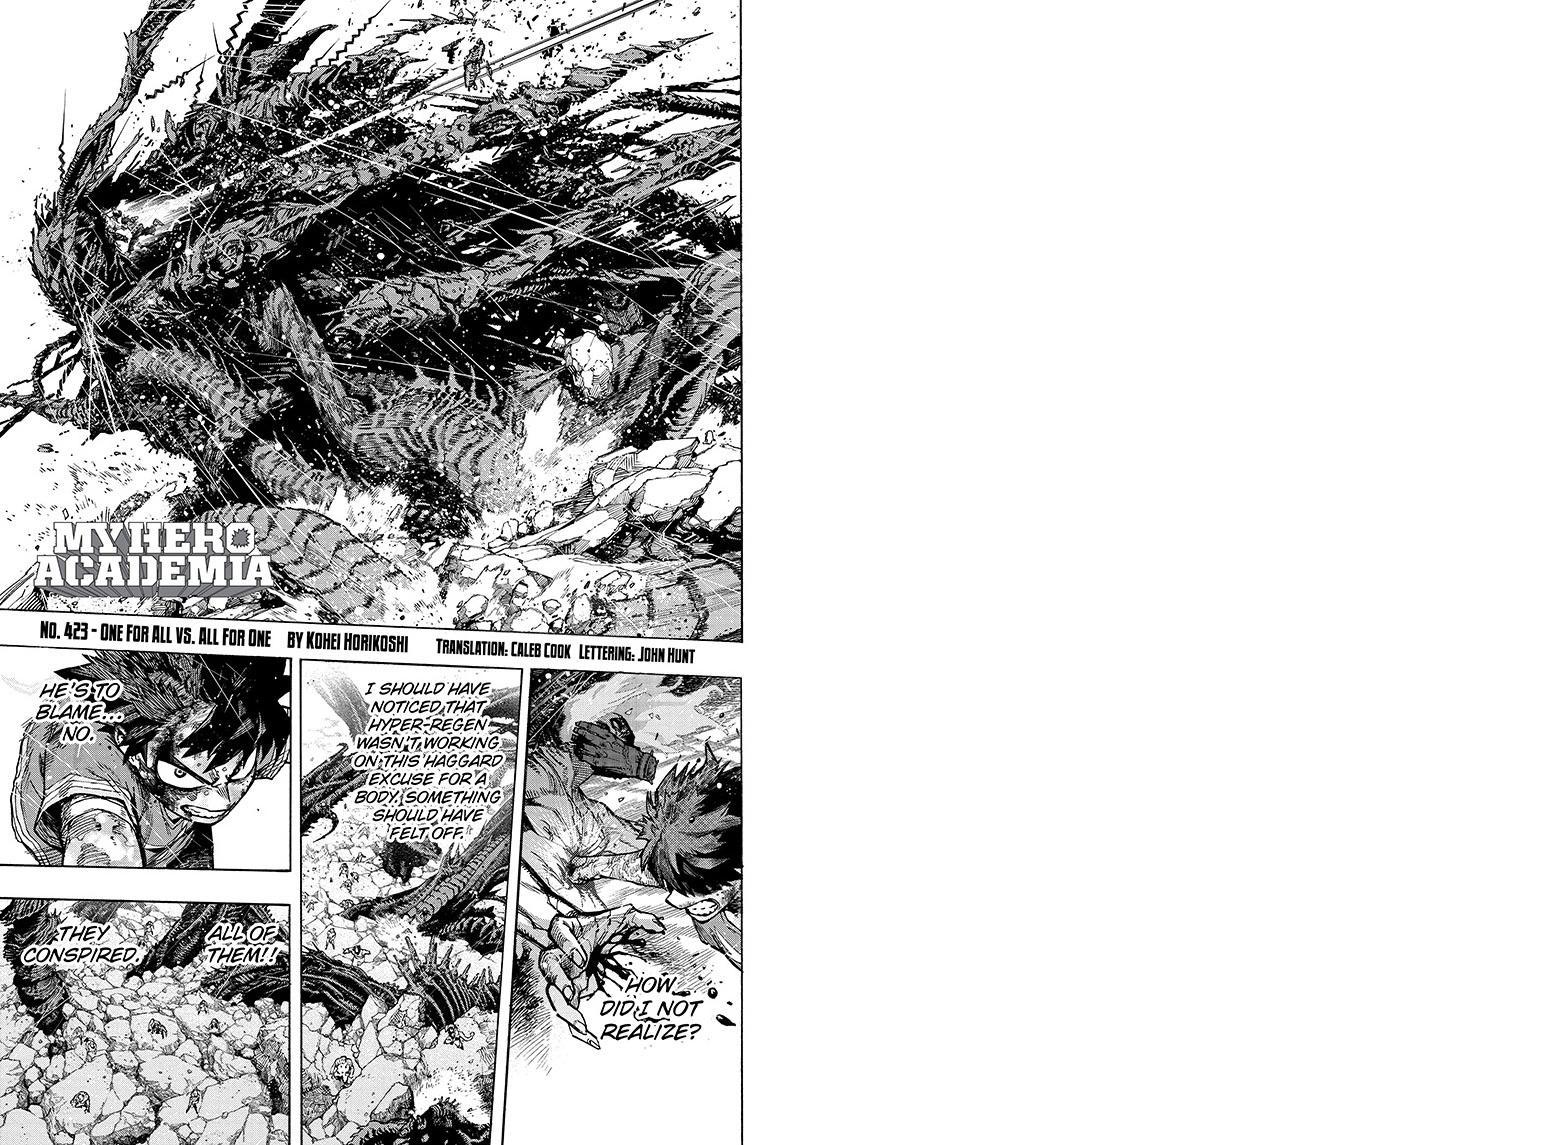 MY HERO
ACADEMIA
NO. 423 - ONE FOR ALL VS. ALL FOR ONE BY KOHEI HORIKOSHI TRANSLATION: CALEB COOK LETTERING: JOHN HUNT
HOW
DID I NOT
REALIZE?
I SHOULD HAVE
NOTICED THAT
HYPER-REGEN
WASN'T WORKING
ON THIS HAGGARD
EXCUSE FOR A
BODY. SOMETHING
SHOULD HAVE
FELT OFF.
HE'S TO
BLAME...
NO.
ALL OF
THEM!!
THEY
CONSPIRED.